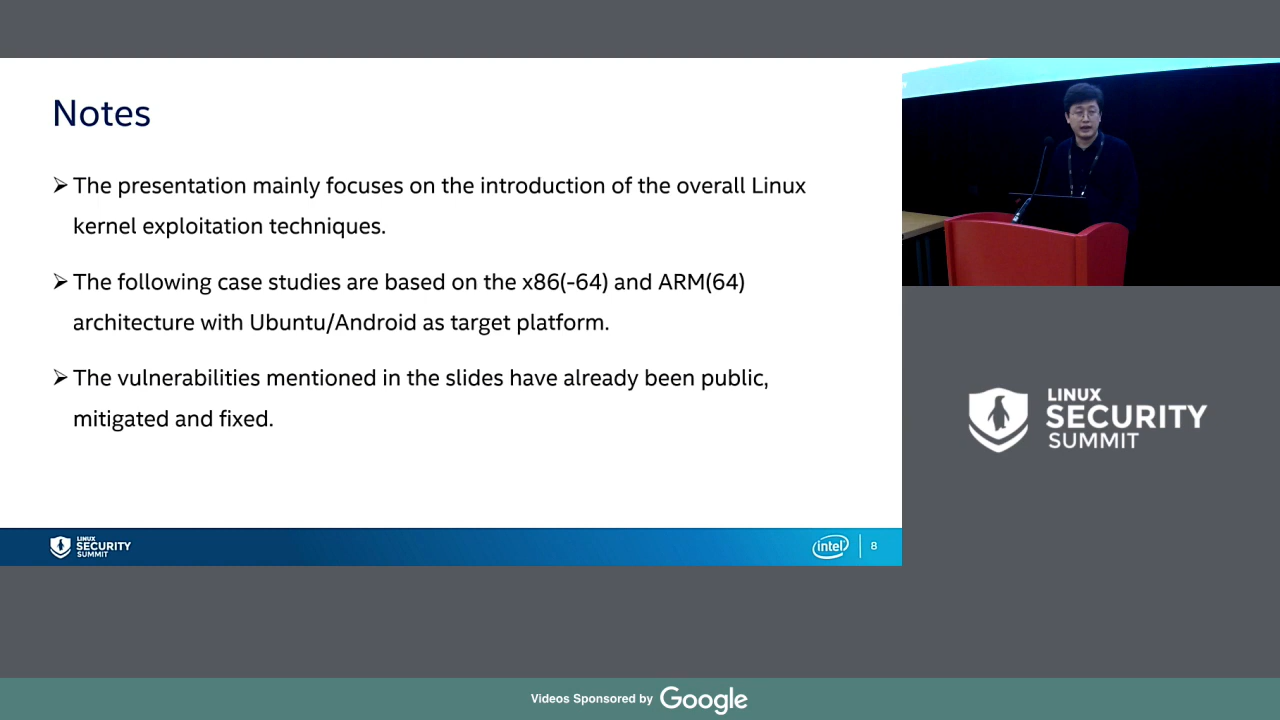 Notes
The presentation mainly focuses on the introduction of the overall Linux
kernel exploitation techniques.
The following case studies are based on the x86(-64) and ARM(64)
architecture with Ubuntu/Android as target platform.
The vulnerabilities mentioned in the slides have already been public,
mitigated and fixed.
LINUX
SECURITY
SUMMIT
intel
8
LINUX
SECURITY
SUMMIT
Videos Sponsored by Google